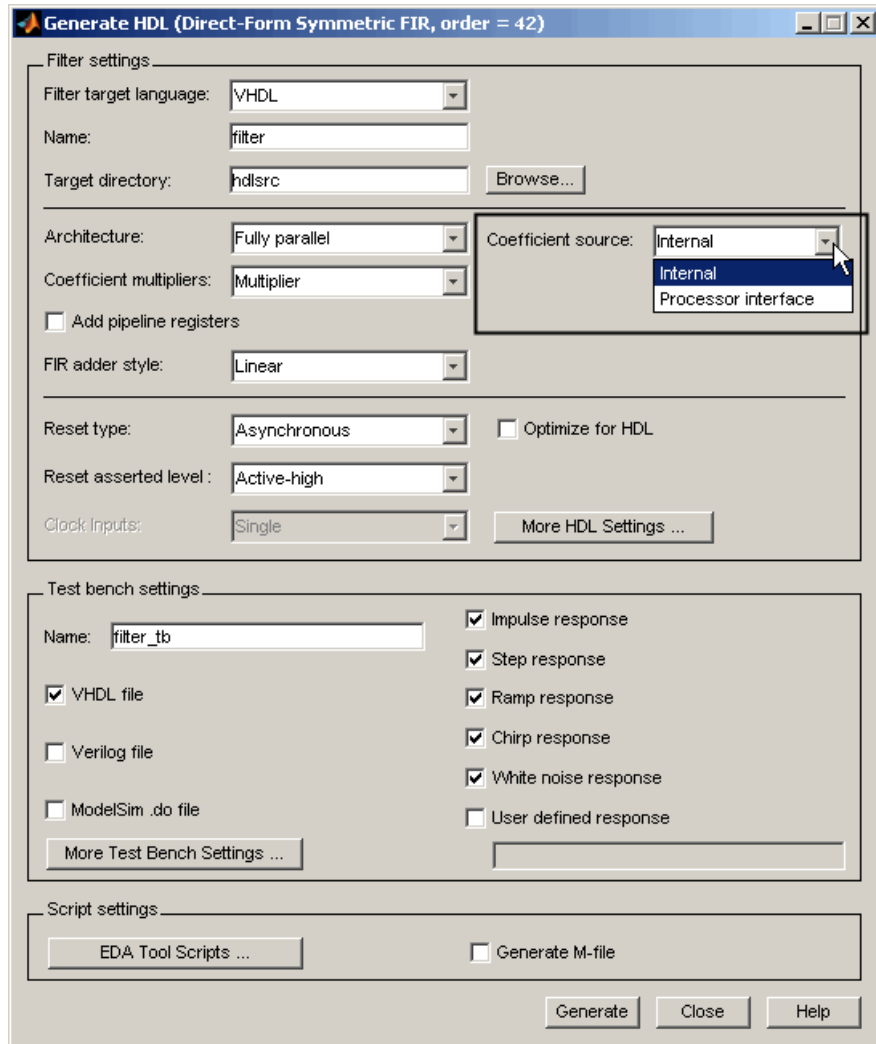 Generate HDL (Direct-Form Symmetric FIR, order = 42)
Filter settings
Filter target language: VHDL
Name: filter
Target directory: hdlsrc Browse...
Architecture: Fully parallel Coefficient source: Internal
Internal
Coefficient multipliers: Multiplier
Processor interface
Add pipeline registers
FIR adder style: Linear
Reset type: Asynchronous Optimize for HDL
Reset asserted level : Active-high
Clock Inputs: Single More HDL Settings ...
Test bench settings
Name: filter_tb
VHDL file
Verilog file
ModelSim .do file
More Test Bench Settings ...
Impulse response
Step response
Ramp response
Chirp response
White noise response
User defined response
Script settings
EDA Tool Scripts ... Generate M-file
Generate Close Help